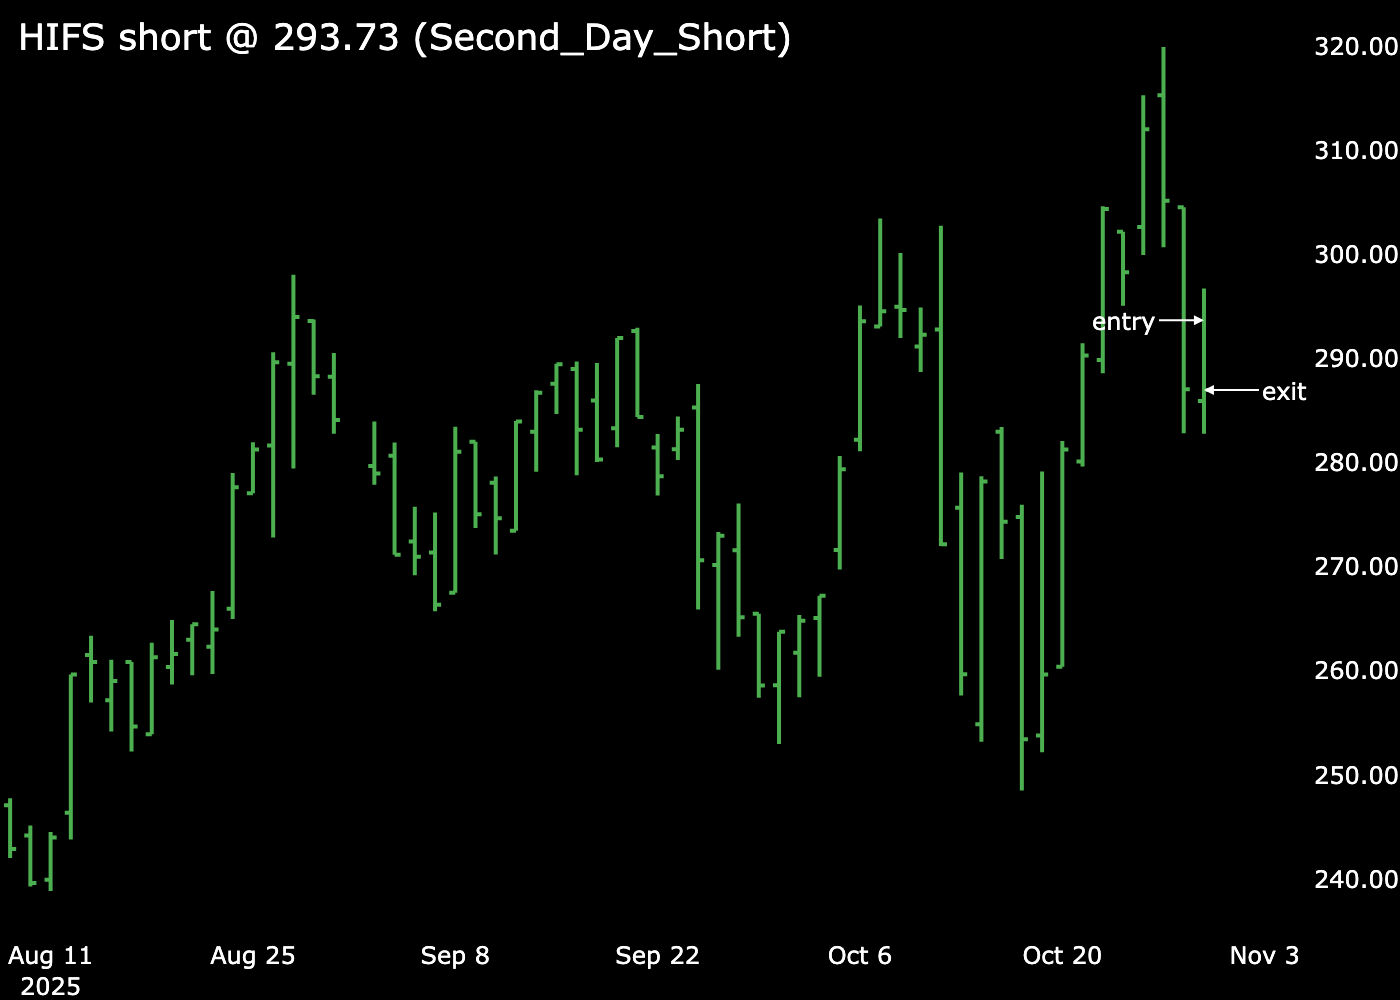 HIFS short @ 293.73 (Second_Day_Short)
320.00
310.00
300.00
entry
290.00
exit
280.00
270.00
260.00
250.00
240.00
Aug 11 Aug 25 Sep 8 Sep 22 Oct 6 Oct 20 Nov 3
2025